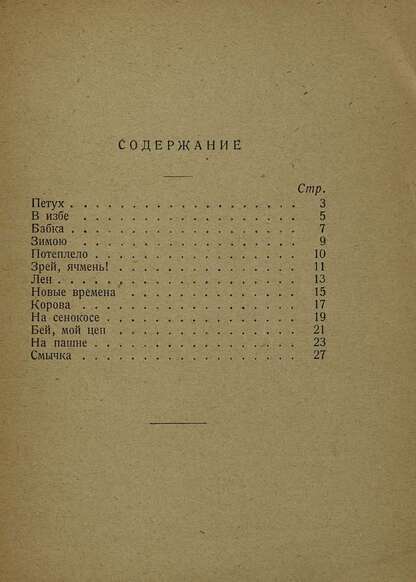 СОДЕРЖАНИЕ
Стр.
Петух . . . . . . . . . . . . . . . . . 3
В избе . . . . . . . . . . . . . . . . 5
Бабка . . . . . . . . . . . . . . . . . 7
Зимою . . . . . . . . . . . . . . . . 9
Потеплело . . . . . . . . . . . . . . . 10
Зрей, ячмень! . . . . . . . . . . . . . . 11
Лен . . . . . . . . . . . . . . . . . . 13
Новые времена . . . . . . . . . . . . . 15
Корова . . . . . . . . . . . . . . . . 17
На сенокосе . . . . . . . . . . . . . . 19
Бей, мой цеп . . . . . . . . . . . . . . 21
На пашне . . . . . . . . . . . . . . . 23
Смычка . . . . . . . . . . . . . . . . 27